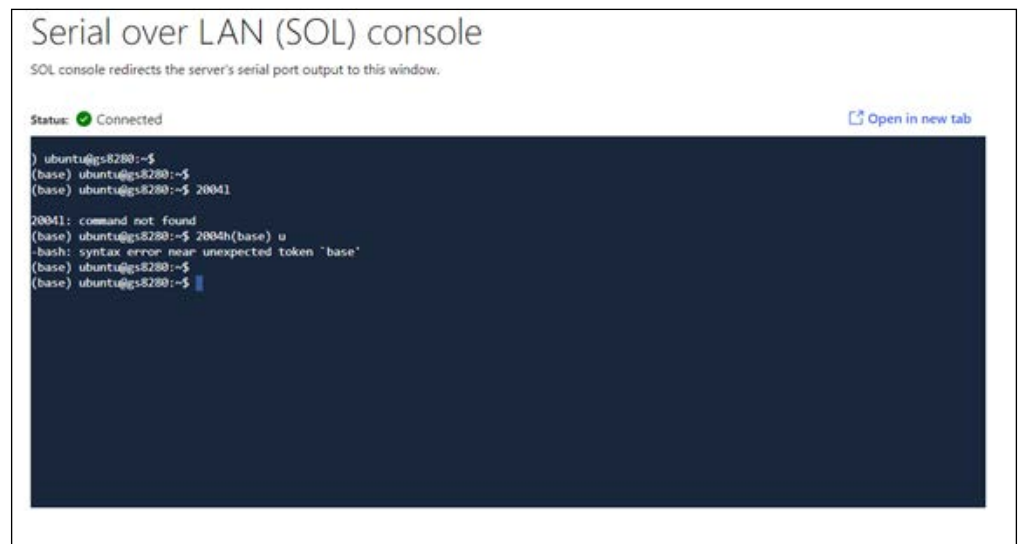 Serial over LAN (SOL) console
SOL console redirects the server's serial port output to this window.
Status: Connected
Open in new tab
) ubuntu@gs8280:~$
(base) ubuntu@gs8280:~$
(base) ubuntu@gs8280:~$ 2004l
2004l: command not found
(base) ubuntu@gs8280:~$ 2004h(base) u
-bash: syntax error near unexpected token `base'
(base) ubuntu@gs8280:~$
(base) ubuntu@gs8280:~$